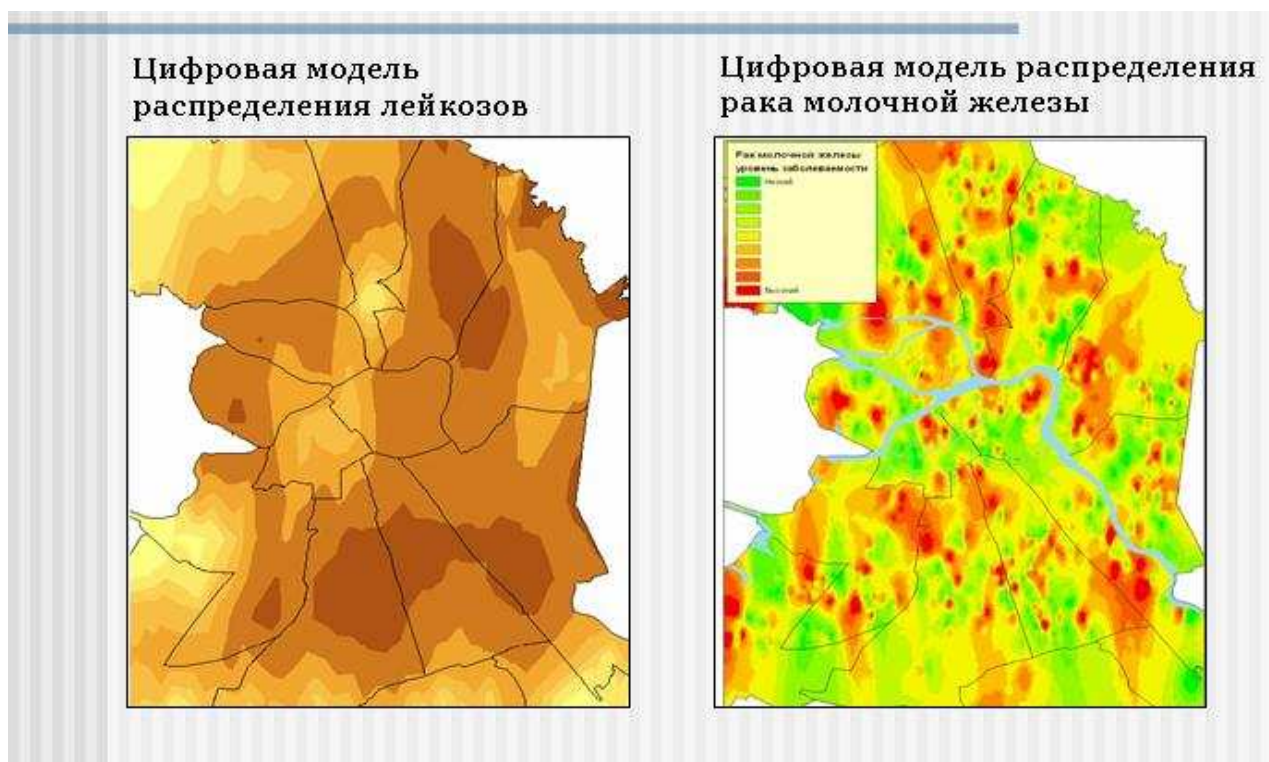 Цифровая модель
распределения лейкозов
Цифровая модель распределения
рака молочной железы
Рак молочной железы
уровень заболеваемости
Низкий
Высокий